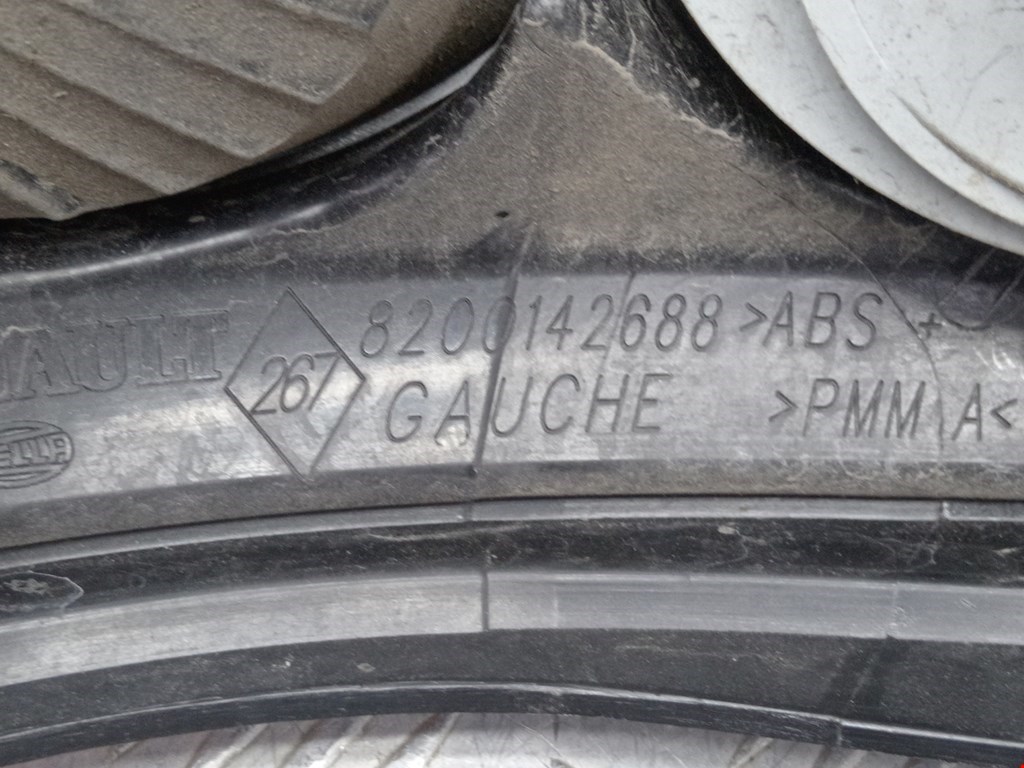 267 8200142688 >ABS +
GAUCHE >PMMA<